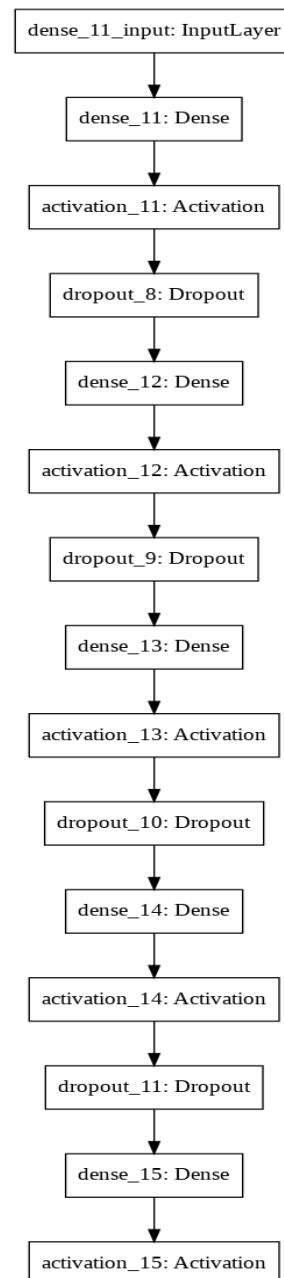 dense_11_input: InputLayer
dense_11: Dense
activation_11: Activation
dropout_8: Dropout
dense_12: Dense
activation_12: Activation
dropout_9: Dropout
dense_13: Dense
activation_13: Activation
dropout_10: Dropout
dense_14: Dense
activation_14: Activation
dropout_11: Dropout
dense_15: Dense
activation_15: Activation